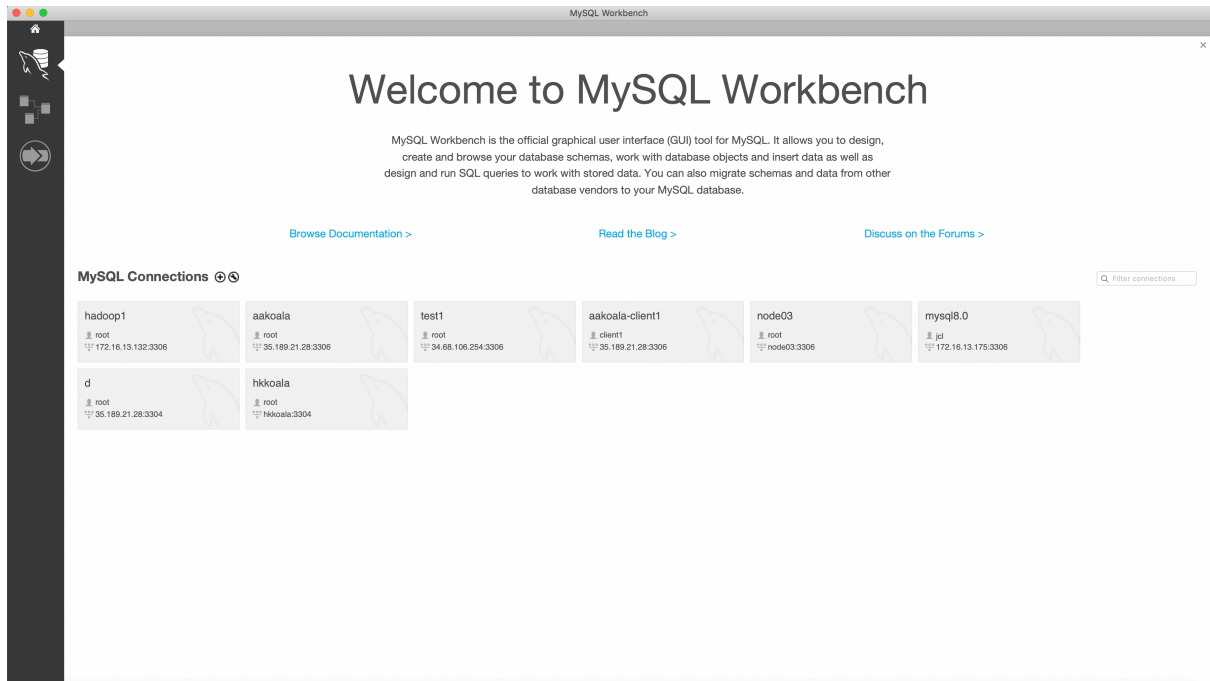 MySQL Workbench
Welcome to MySQL Workbench
MySQL Workbench is the official graphical user interface (GUI) tool for MySQL. It allows you to design,
create and browse your database schemas, work with database objects and insert data as well as
design and run SQL queries to work with stored data. You can also migrate schemas and data from other
database vendors to your MySQL database.
Browse Documentation >
Read the Blog >
Discuss on the Forums >
MySQL Connections
Filter connections
hadoop1
root
172.16.13.132:3306
aakoala
root
35.189.21.28:3306
test1
root
34.68.106.254:3306
aakoala-client1
client1
35.189.21.28:3306
node03
root
node03:3306
mysql8.0
jcl
172.16.13.175:3306
d
root
35.189.21.28:3304
hkkoala
root
hkkoala:3304